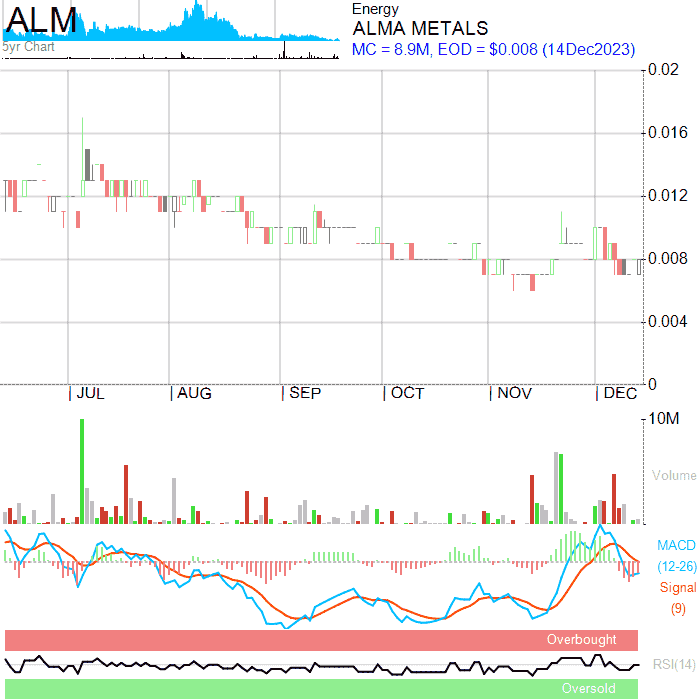 ALM
5yr Chart
Energy
ALMA METALS
MC = 8.9M, EOD = $0.008 (14Dec2023)
0.02
0.016
0.012
0.008
0.004
0
JUL AUG SEP OCT NOV DEC
10M
Volume
MACD
(12-26)
Signal
(9)
Overbought
RSI(14)
Oversold